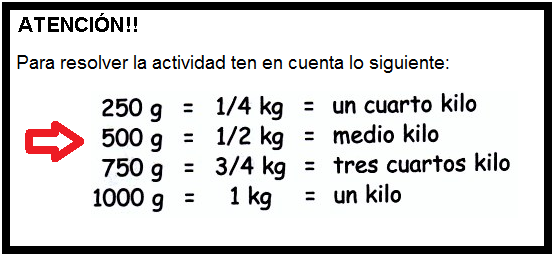 ATENCIÓN!!
Para resolver la actividad ten en cuenta lo siguiente:
250 g = 1/4 kg = un cuarto kilo
500 g = 1/2 kg = medio kilo
750 g = 3/4 kg = tres cuartos kilo
1000 g = 1 kg = un kilo